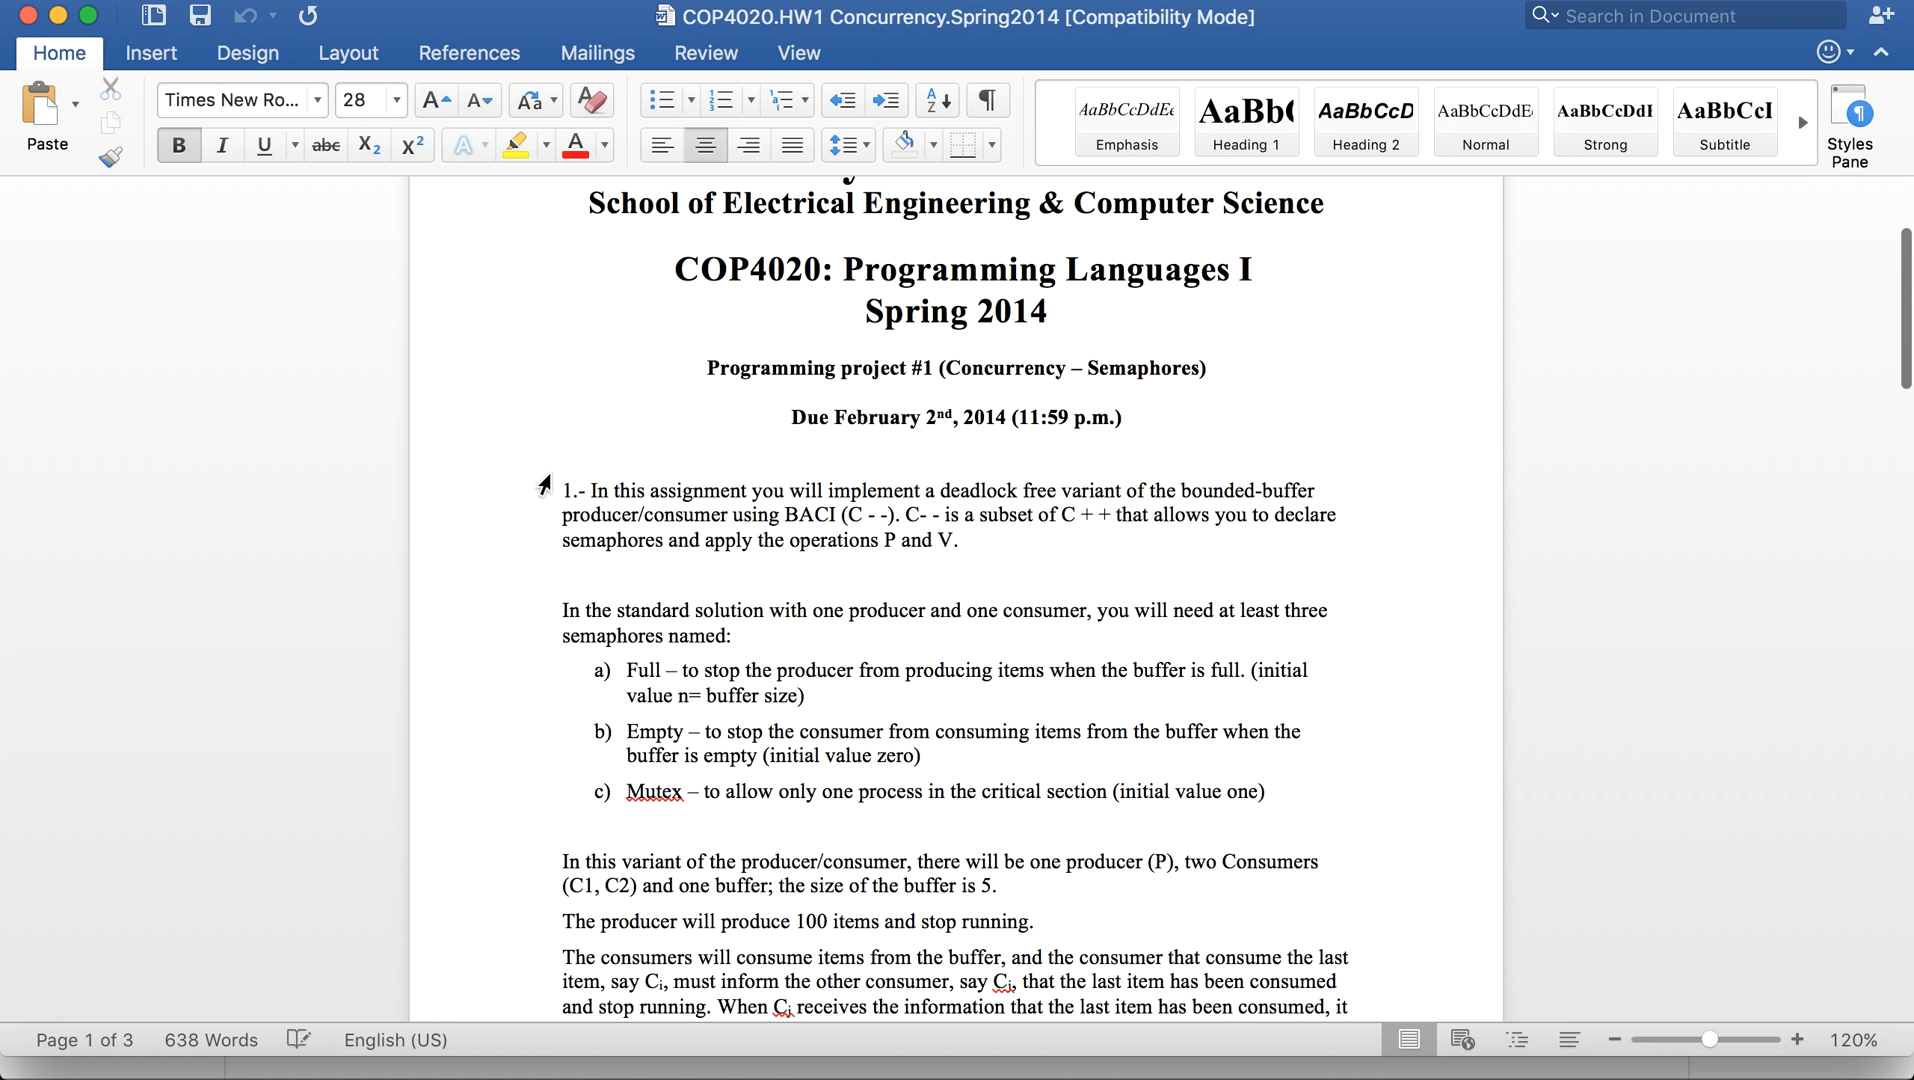 COP4020.HW1 Concurrency.Spring2014 [Compatibility Mode]
Search in Document
Home Insert Design Layout References Mailings Review View
Paste
Times New Ro... 28
AaBbCcDdEe AaBb( AaBbCcD AaBbCcDdE AaBbCcDdI AaBbCcI
Emphasis Heading 1 Heading 2 Normal Strong Subtitle
Styles
Pane
School of Electrical Engineering & Computer Science
COP4020: Programming Languages I
Spring 2014
Programming project #1 (Concurrency – Semaphores)
Due February 2nd, 2014 (11:59 p.m.)
1.- In this assignment you will implement a deadlock free variant of the bounded-buffer
producer/consumer using BACI (C - -). C- - is a subset of C + + that allows you to declare
semaphores and apply the operations P and V.
In the standard solution with one producer and one consumer, you will need at least three
semaphores named:
a) Full – to stop the producer from producing items when the buffer is full. (initial
value n= buffer size)
b) Empty – to stop the consumer from consuming items from the buffer when the
buffer is empty (initial value zero)
c) Mutex – to allow only one process in the critical section (initial value one)
In this variant of the producer/consumer, there will be one producer (P), two Consumers
(C1, C2) and one buffer; the size of the buffer is 5.
The producer will produce 100 items and stop running.
The consumers will consume items from the buffer, and the consumer that consume the last
item, say Ci, must inform the other consumer, say Cj, that the last item has been consumed
and stop running. When Cj receives the information that the last item has been consumed, it
Page 1 of 3 638 Words English (US) 120%